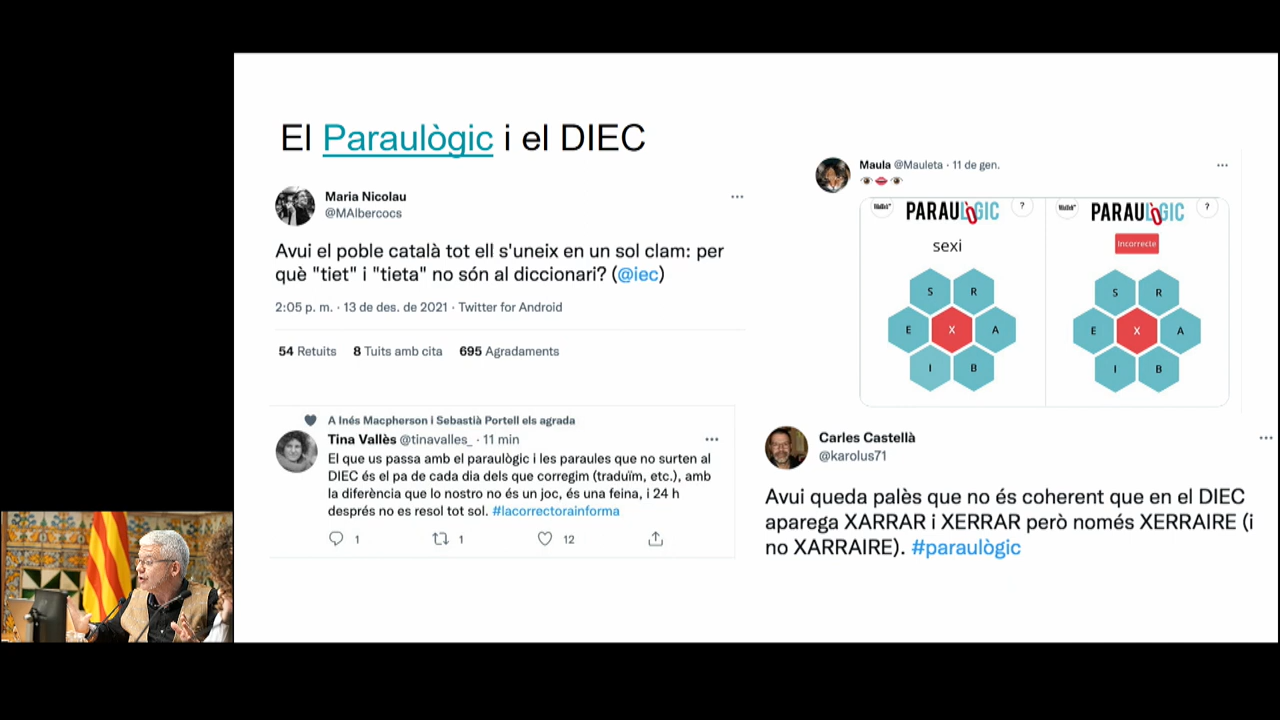 El Paraulògic i el DIEC
Maria Nicolau
@MAlbercocs
Avui el poble català tot ell s'uneix en un sol clam: per
què "tiet" i "tieta" no són al diccionari? (@iec)
2:05 p. m. · 13 de des. de 2021 · Twitter for Android
54 Retuits 8 Tuits amb cita 695 Agradaments
A Inés Macpherson i Sebastià Portell els agrada
Tina Vallès @tinavalles_ · 11 min
El que us passa amb el paraulògic i les paraules que no surten al
DIEC és el pa de cada dia dels que corregim (traduïm, etc.), amb
la diferència que lo nostro no és un joc, és una feina, i 24 h
després no es resol tot sol. #lacorrectorainforma
1 1 12
Maula @Mauleta · 11 de gen.
PARAULÒGIC ?
sexi
S R
E X A
I B
PARAULÒGIC ?
Incorrecte
S R
E X A
I B
Carles Castellà
@karolus71
Avui queda palès que no és coherent que en el DIEC
aparega XARRAR i XERRAR però només XERRAIRE (i
no XARRAIRE). #paraulògic